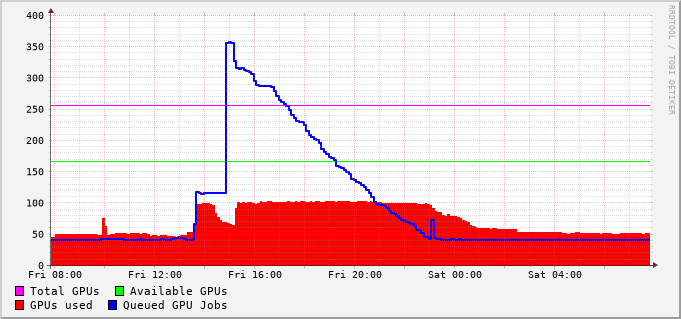 400
350
300
250
200
150
100
50
0
Fri 08:00 Fri 12:00 Fri 16:00 Fri 20:00 Sat 00:00 Sat 04:00
Total GPUs Available GPUs
GPUs used Queued GPU Jobs
RRDTOOL / TOBI OETIKER